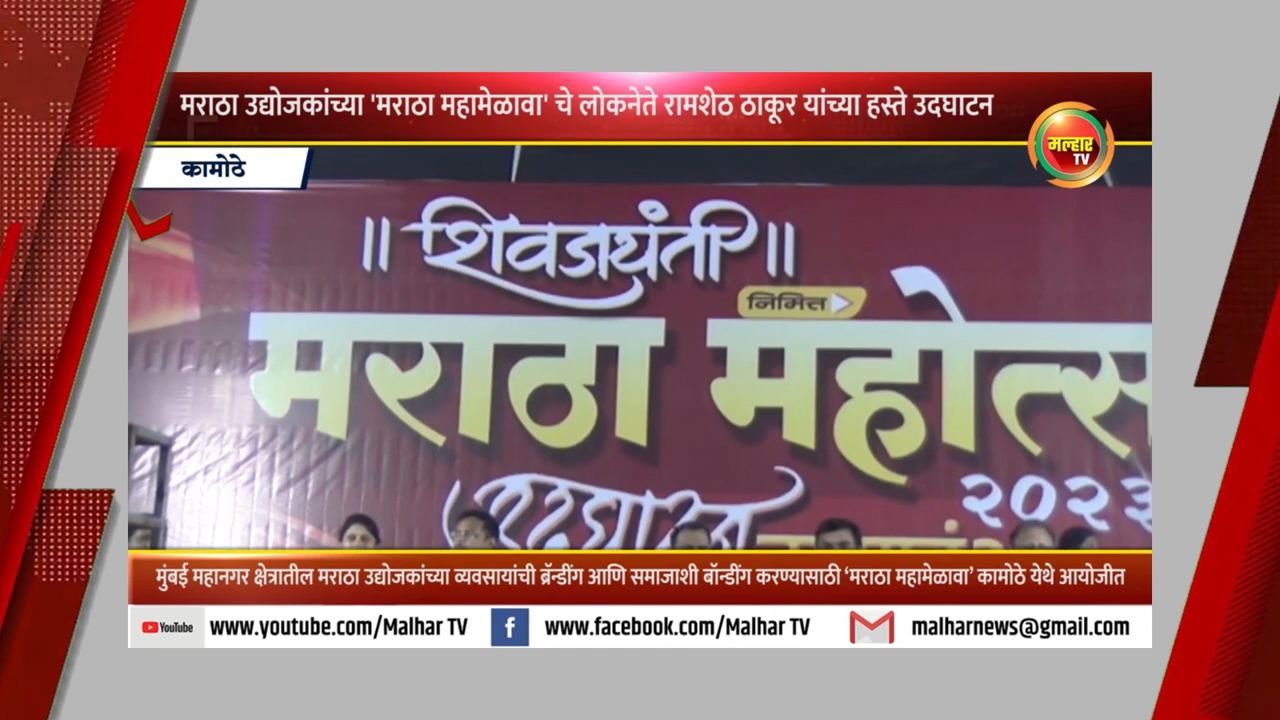 मराठा उद्योजकांच्या 'मराठा महामेळावा' चे लोकनेते रामशेठ ठाकूर यांच्या हस्ते उदघाटन
मल्हार
TV
कामोठे
॥ शिवजयंती ॥
निमित्त
मराठा महोत्स
२०२३
उदघाटन
मुंबई महानगर क्षेत्रातील मराठा उद्योजकांच्या व्यवसायांची ब्रॅन्डींग आणि समाजाशी बॉन्डींग करण्यासाठी ‘मराठा महामेळावा’ कामोठे येथे आयोजीत
YouTube www.youtube.com/Malhar TV f www.facebook.com/Malhar TV malharnews@gmail.com